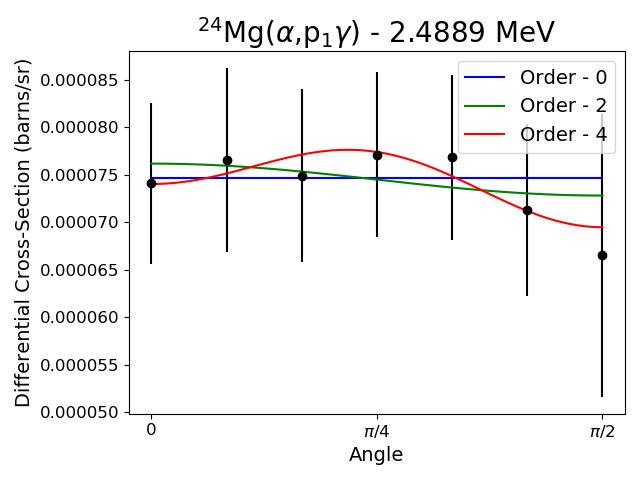 ²⁴Mg(α,p₁γ) - 2.4889 MeV
Differential Cross-Section (barns/sr)
0.000085
0.000080
0.000075
0.000070
0.000065
0.000060
0.000055
0.000050
Order - 0
Order - 2
Order - 4
0
π/4
π/2
Angle